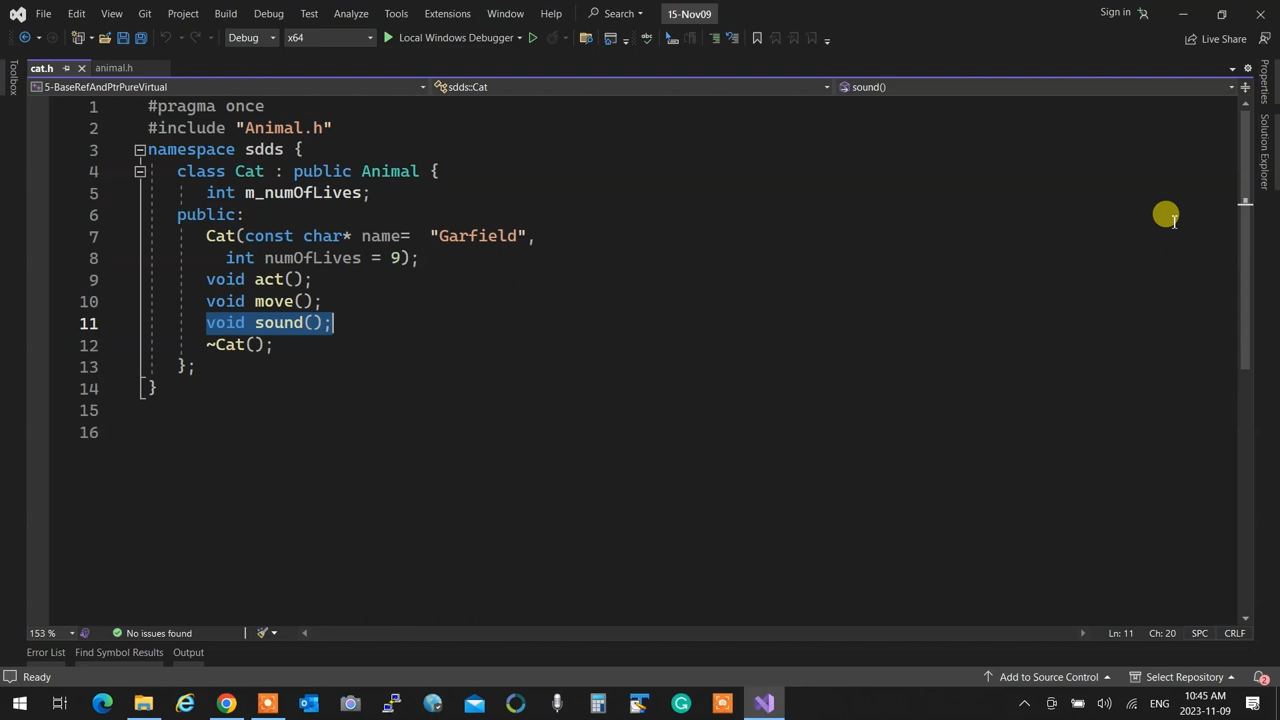 File Edit View Git Project Build Debug Test Analyze Tools Extensions Window Help Search 15-Nov09 Sign in
Debug x64 Local Windows Debugger Live Share
cat.h animal.h
5-BaseRefAndPtrPureVirtual sdds::Cat sound()
Toolbox
Properties
Solution Explorer
1 #pragma once
2 #include "Animal.h"
3 namespace sdds {
4 class Cat : public Animal {
5 int m_numOfLives;
6 public:
7 Cat(const char* name= "Garfield",
8 int numOfLives = 9);
9 void act();
10 void move();
11 void sound();
12 ~Cat();
13 };
14 }
15
16
153 % No issues found Ln: 11 Ch: 20 SPC CRLF
Error List Find Symbol Results Output
Ready Add to Source Control Select Repository 2
ENG 10:45 AM
2023-11-09